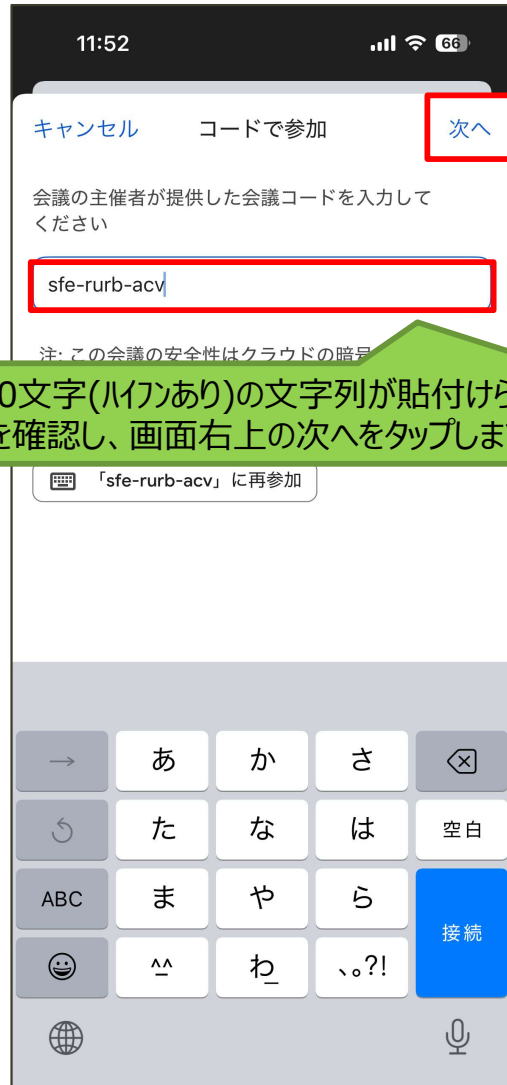 11:52
66
キャンセル
コードで参加
次へ
会議の主催者が提供した会議コードを入力して
ください
sfe-rurb-acv
注: この会議の安全性はクラウドの暗号
0文字(ﾊｲﾌﾝあり)の文字列が貼付けら
を確認し、画面右上の次へをタップしま
「sfe-rurb-acv」に再参加
→ あ か さ
た な は 空白
ABC ま や ら
接続
^^ わ_ 、。?!